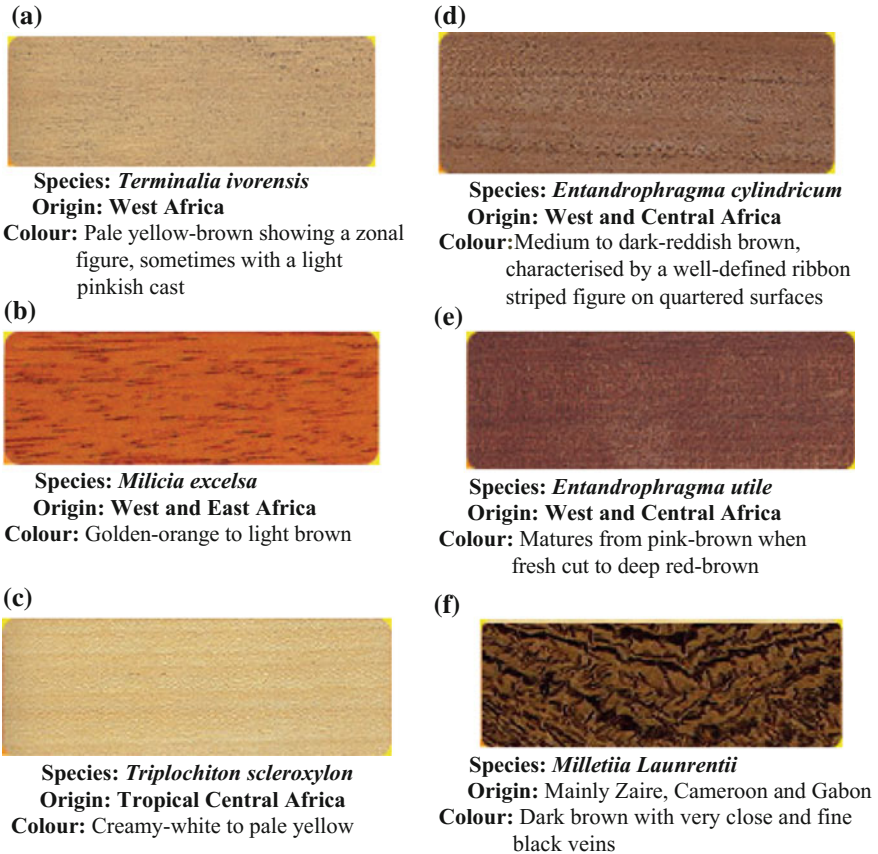 (a)
Species: Terminalia ivorensis
Origin: West Africa
Colour: Pale yellow-brown showing a zonal
figure, sometimes with a light
pinkish cast
(b)
Species: Milicia excelsa
Origin: West and East Africa
Colour: Golden-orange to light brown
(c)
Species: Triplochiton scleroxylon
Origin: Tropical Central Africa
Colour: Creamy-white to pale yellow
(d)
Species: Entandrophragma cylindricum
Origin: West and Central Africa
Colour:Medium to dark-reddish brown,
characterised by a well-defined ribbon
striped figure on quartered surfaces
(e)
Species: Entandrophragma utile
Origin: West and Central Africa
Colour: Matures from pink-brown when
fresh cut to deep red-brown
(f)
Species: Milletiia Launrentii
Origin: Mainly Zaire, Cameroon and Gabon
Colour: Dark brown with very close and fine
black veins